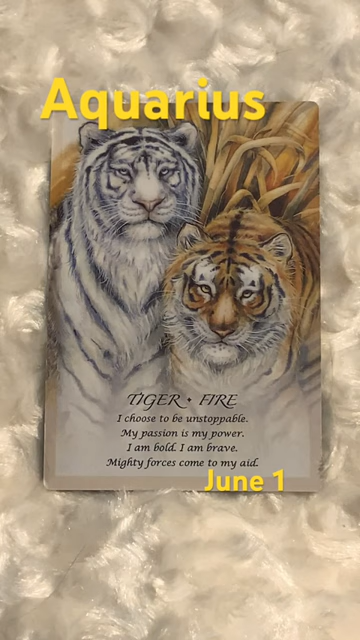 Aquarius
TIGER • FIRE
I choose to be unstoppable.
My passion is my power.
I am bold. I am brave.
Mighty forces come to my aid.
June 1